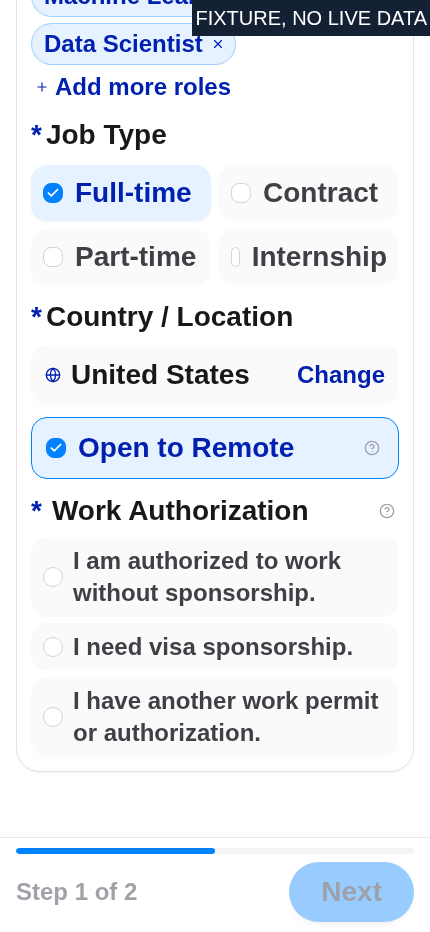 FIXTURE, NO LIVE DATA
Data Scientist ×
+ Add more roles
* Job Type
Full-time
Contract
Part-time
Internship
* Country / Location
United States
Change
Open to Remote
* Work Authorization
I am authorized to work
without sponsorship.
I need visa sponsorship.
I have another work permit
or authorization.
Step 1 of 2
Next